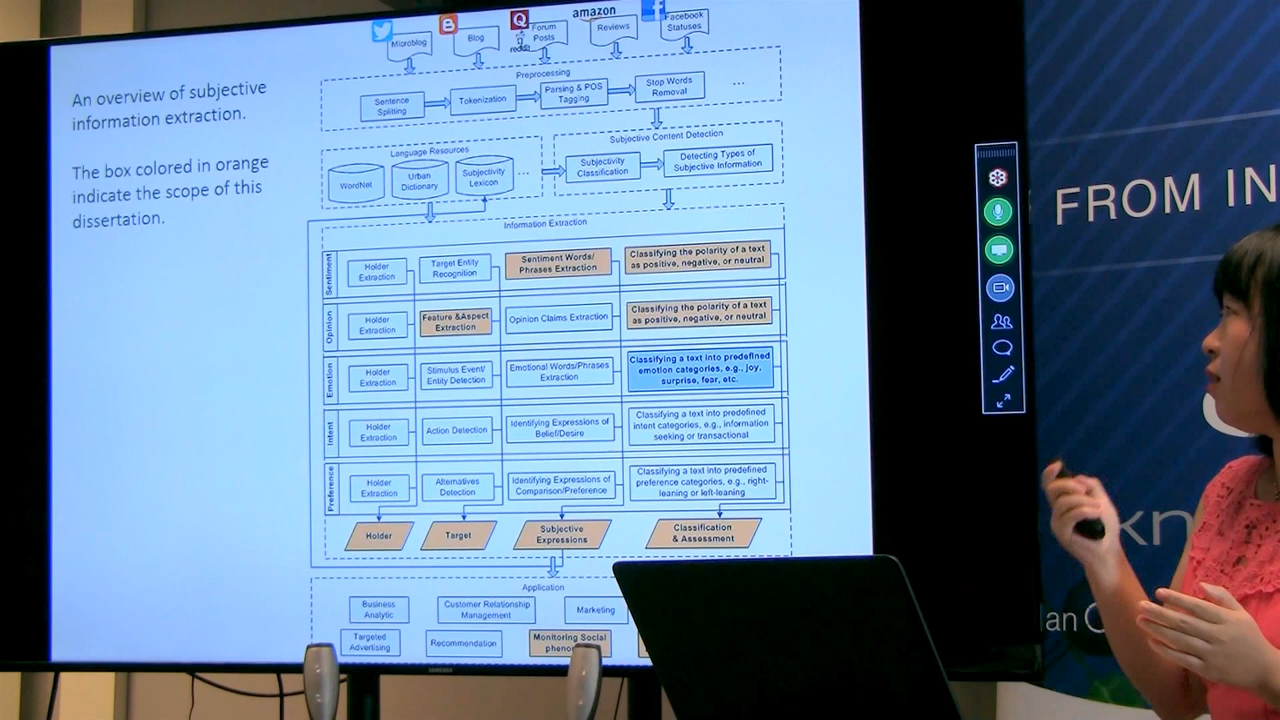 amazon
Microblog
Blog
Forum
Posts
reddit
Reviews
Facebook
Statuses
An overview of subjective
information extraction.
The box colored in orange
indicate the scope of this
dissertation.
Preprocessing
Sentence
Splitting
Tokenization
Parsing & POS
Tagging
Stop Words
Removal
...
Language Resources
WordNet
Urban
Dictionary
Subjectivity
Lexicon
...
Subjective Content Detection
Subjectivity
Classification
Detecting Types of
Subjective Information
Information Extraction
Sentiment
Holder
Extraction
Target Entity
Recognition
Sentiment Words/
Phrases Extraction
Classifying the polarity of a text
as positive, negative, or neutral
Opinion
Holder
Extraction
Feature &Aspect
Extraction
Opinion Claims Extraction
Classifying the polarity of a text
as positive, negative, or neutral
Emotion
Holder
Extraction
Stimulus Event/
Entity Detection
Emotional Words/Phrases
Extraction
Classifying a text into predefined
emotion categories, e.g., joy,
surprise, fear, etc.
Intent
Holder
Extraction
Action Detection
Identifying Expressions of
Belief/Desire
Classifying a text into predefined
intent categories, e.g., information
seeking or transactional
Preference
Holder
Extraction
Alternatives
Detection
Identifying Expressions of
Comparison/Preference
Classifying a text into predefined
preference categories, e.g., right-
leaning or left-leaning
Holder
Target
Subjective
Expressions
Classification
& Assessment
Application
Business
Analytic
Customer Relationship
Management
Marketing
Targeted
Advertising
Recommendation
Monitoring Social
SAMSUNG
FROM IN
kn
an